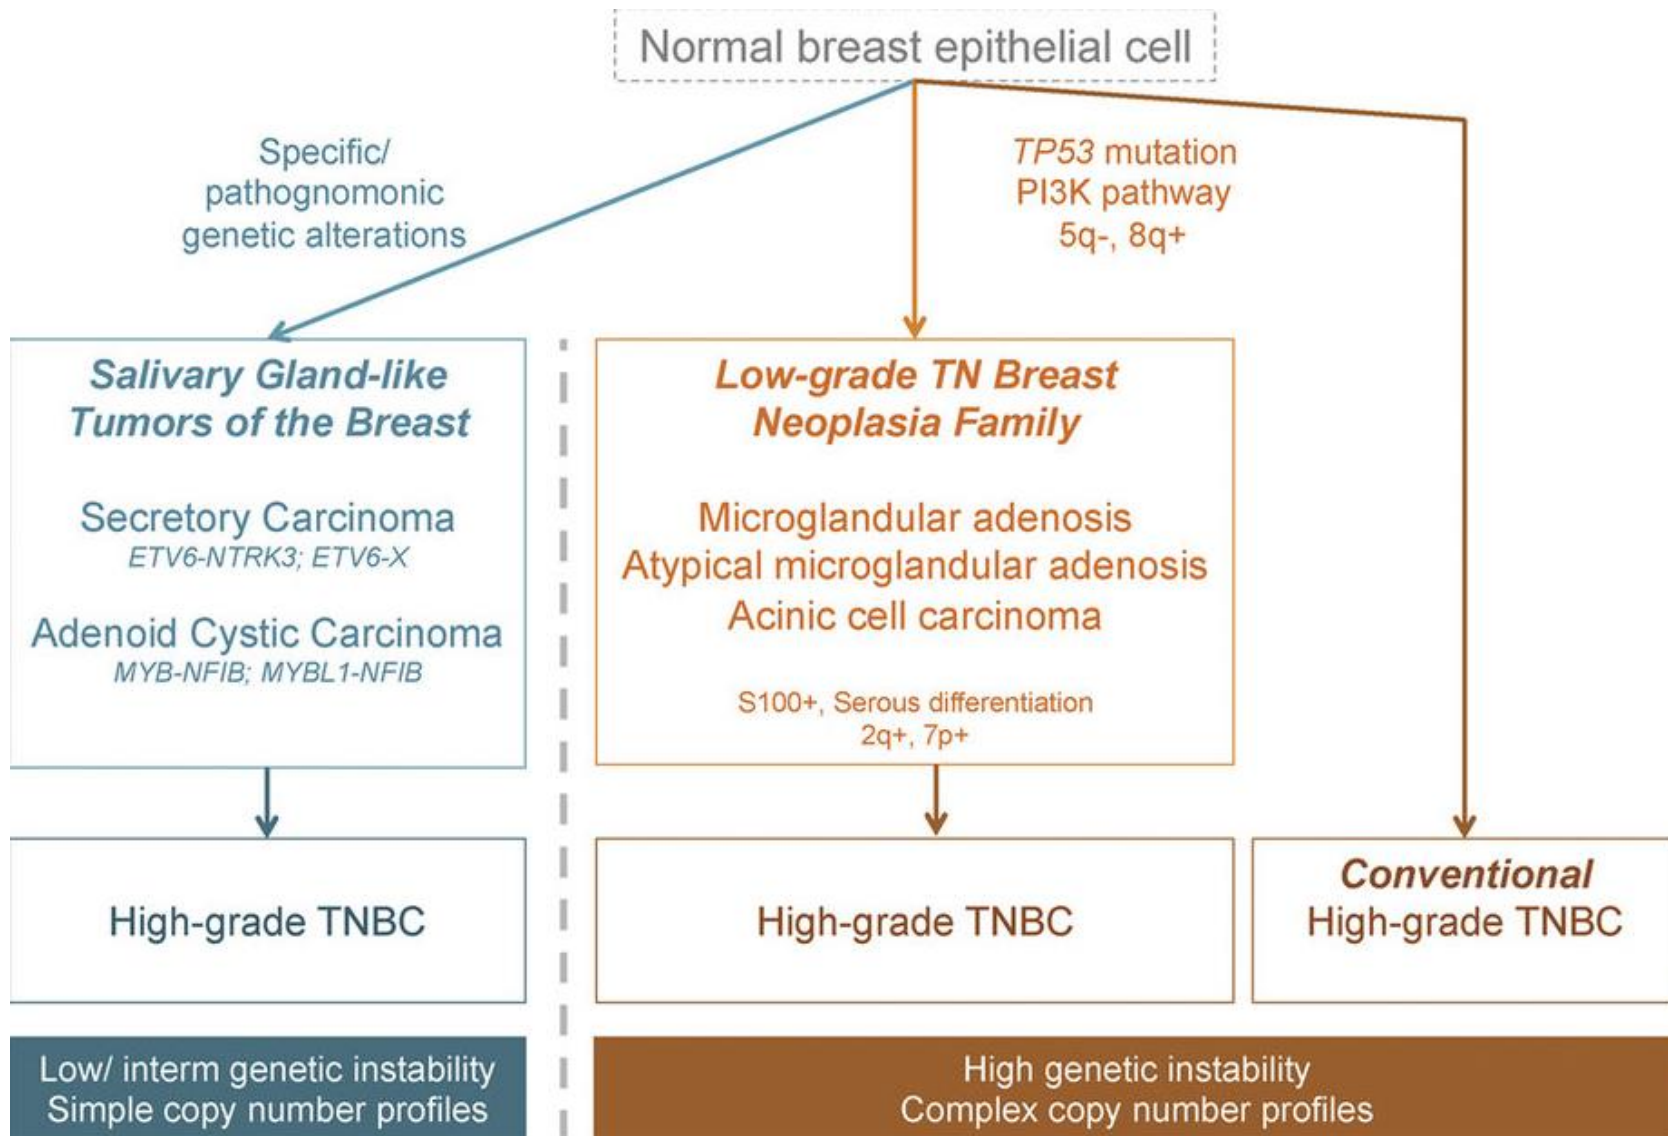 Normal breast epithelial cell
Specific/
pathognomonic
genetic alterations
TP53 mutation
PI3K pathway
5q-, 8q+
Salivary Gland-like
Tumors of the Breast
Secretory Carcinoma
ETV6-NTRK3; ETV6-X
Adenoid Cystic Carcinoma
MYB-NFIB; MYBL1-NFIB
Low-grade TN Breast
Neoplasia Family
Microglandular adenosis
Atypical microglandular adenosis
Acinic cell carcinoma
S100+, Serous differentiation
2q+, 7p+
High-grade TNBC
High-grade TNBC
Conventional
High-grade TNBC
Low/ interm genetic instability
Simple copy number profiles
High genetic instability
Complex copy number profiles